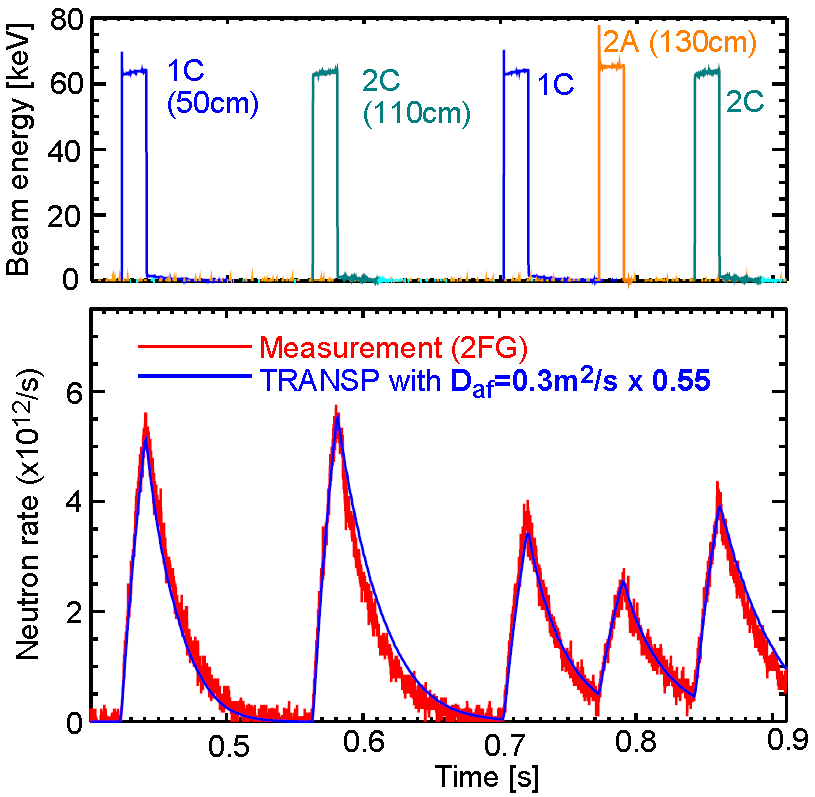 80
60
40
20
0
Beam energy [keV]
1C
(50cm)
2C
(110cm)
1C
2A (130cm)
2C
Measurement (2FG)
TRANSP with Daf=0.3m²/s x 0.55
6
4
2
0
Neutron rate (x10¹²/s)
0.5
0.6
0.7
0.8
0.9
Time [s]